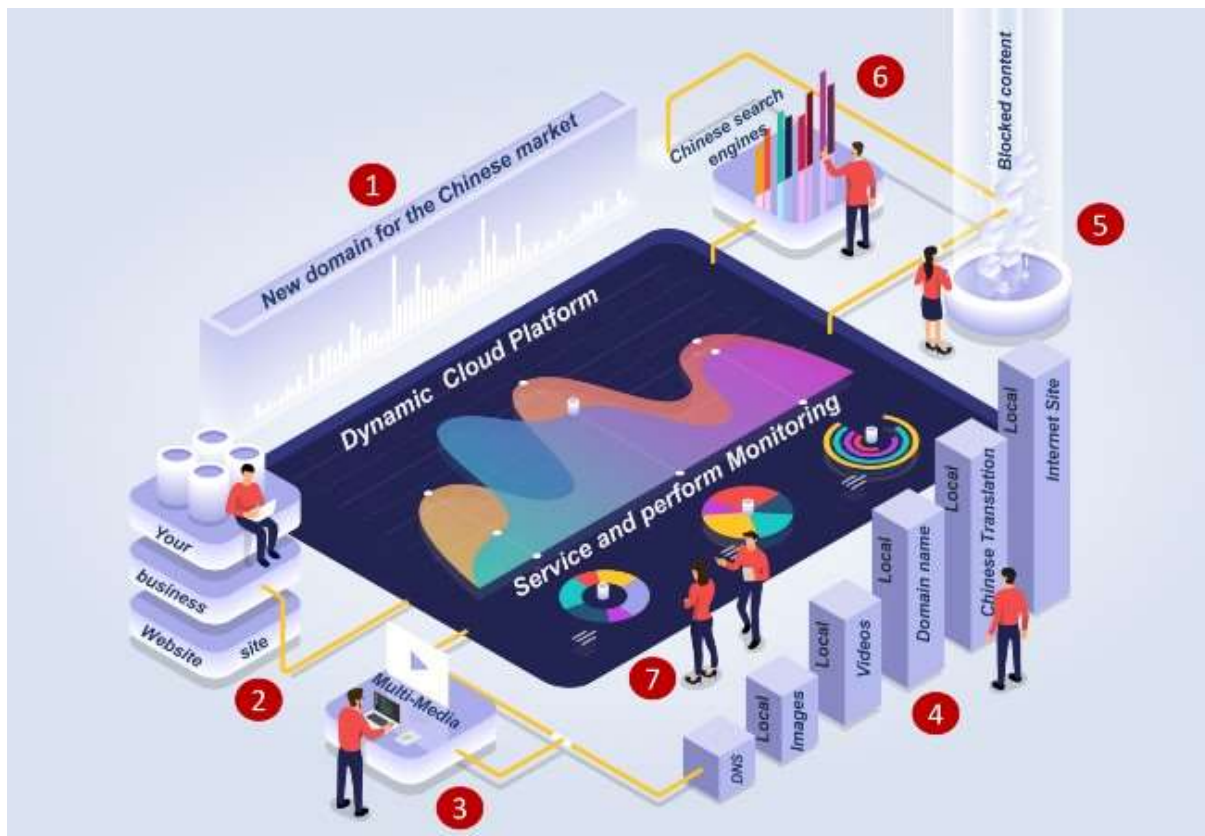 1
New domain for the Chinese market
6
Chinese search
engines
Blocked content
5
Dynamic Cloud Platform
Service and perform Monitoring
Your
business
Website site
2
Multi-Media
3
7
DNS
Local
Images
Local
Videos
Local
Domain name
Local
Chinese Translation
Local
Internet Site
4